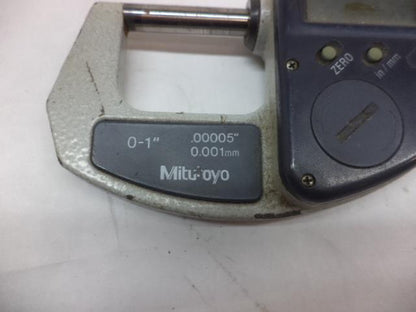 ZERO
in/mm
0-1" .00005"
0.001mm
Mitutoyo